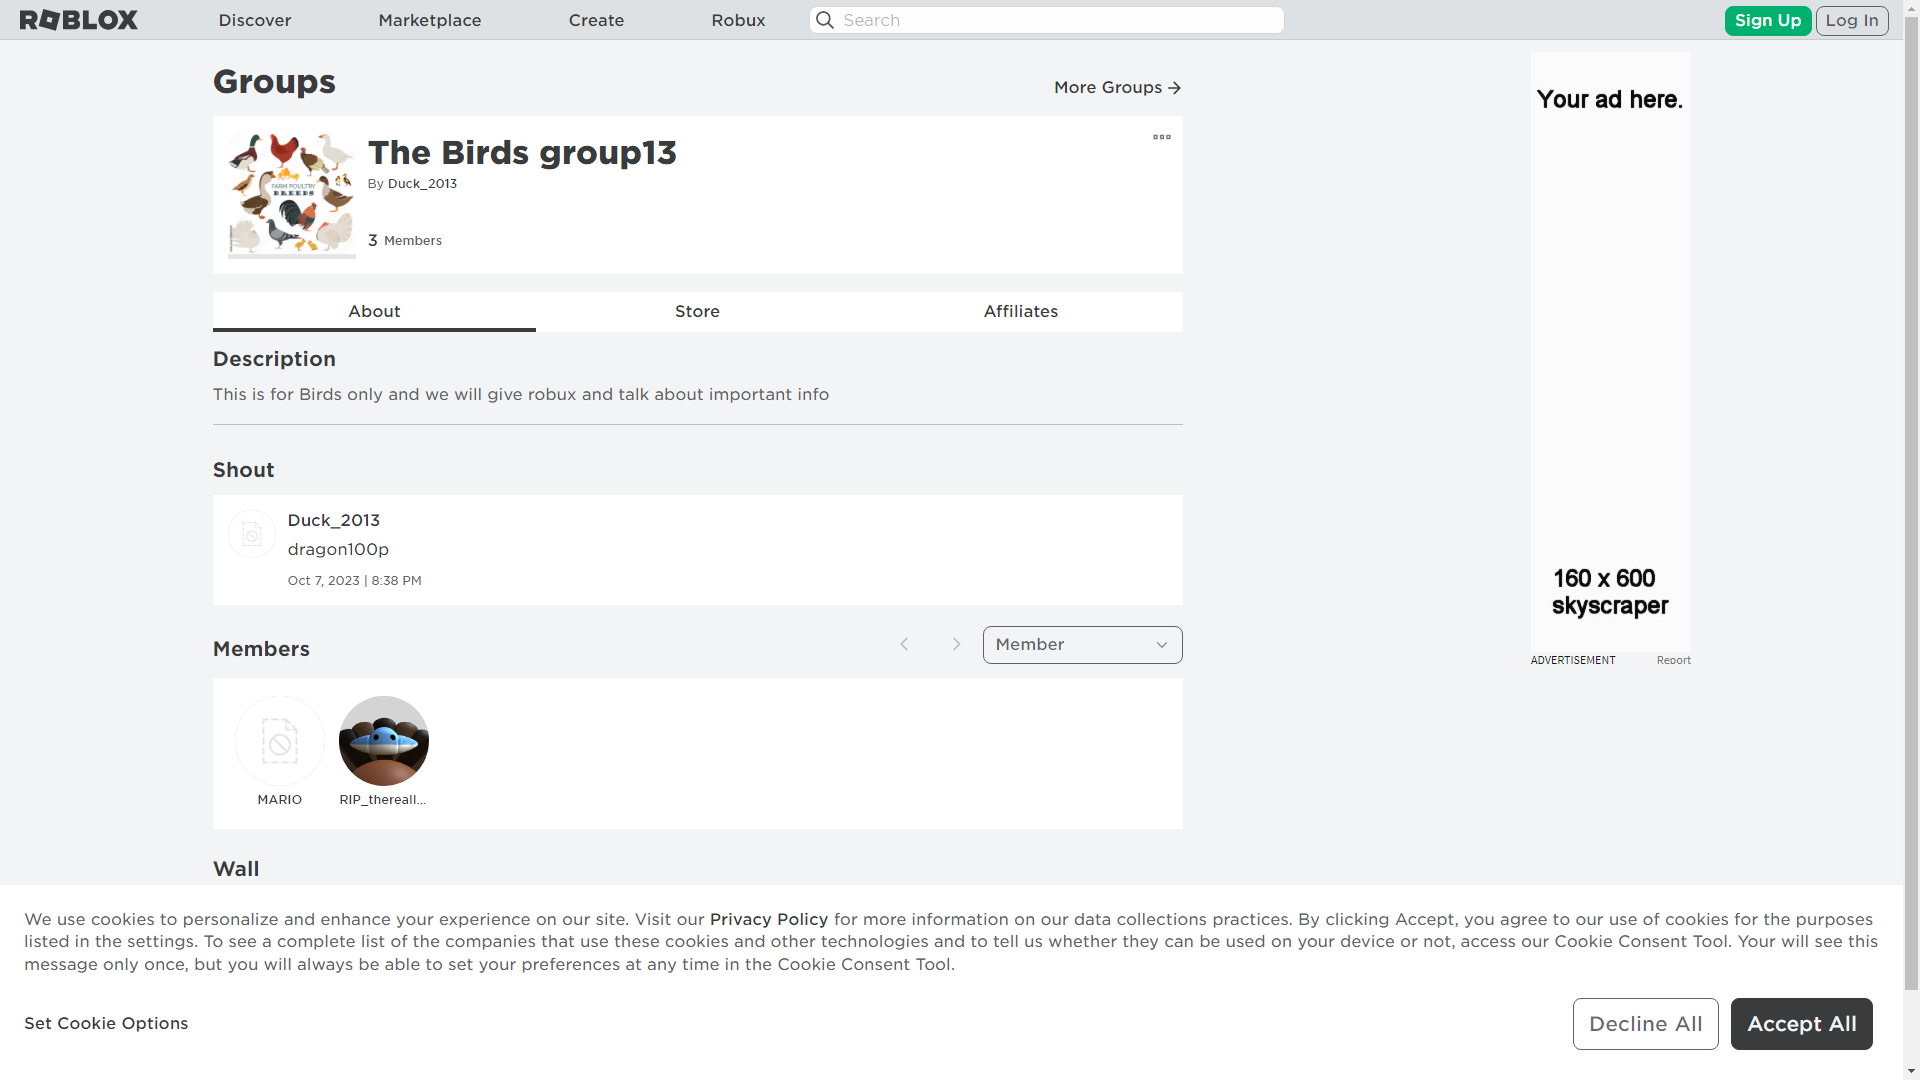 ROBLOX
Discover
Marketplace
Create
Robux
Search
Sign Up
Log In
Groups
More Groups
FARM POULTRY
BREEDS
The Birds group13
By Duck_2013
3 Members
About
Store
Affiliates
Description
This is for Birds only and we will give robux and talk about important info
Shout
Duck_2013
dragon100p
Oct 7, 2023 | 8:38 PM
Members
Member
MARIO
RIP_thereall...
Wall
Your ad here.
160 x 600
skyscraper
ADVERTISEMENT
Report
We use cookies to personalize and enhance your experience on our site. Visit our Privacy Policy for more information on our data collections practices. By clicking Accept, you agree to our use of cookies for the purposes
listed in the settings. To see a complete list of the companies that use these cookies and other technologies and to tell us whether they can be used on your device or not, access our Cookie Consent Tool. Your will see this
message only once, but you will always be able to set your preferences at any time in the Cookie Consent Tool.
Set Cookie Options
Decline All
Accept All